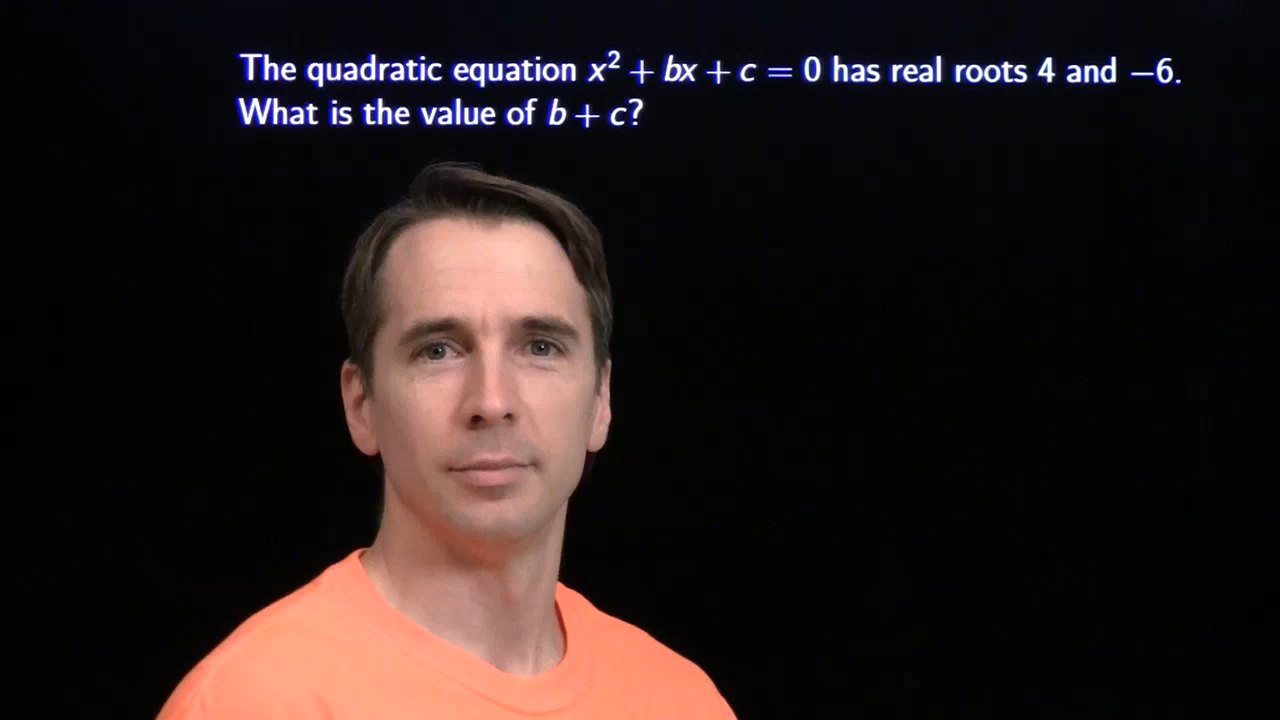 The quadratic equation x² + bx + c = 0 has real roots 4 and −6.
What is the value of b + c?